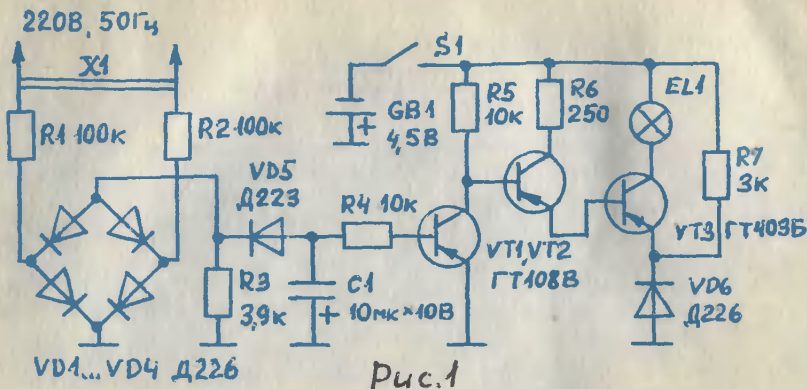 220В, 50Гц
X1
R1 100к
R2 100к
VD1...VD4 Д226
VD5
Д223
R3
3,9к
C1
+ 10мк×10В
R4 10к
S1
GB1
+
4,5В
R5
10к
R6
250
EL1
R7
3к
VT1, VT2
ГТ108В
VT3 ГТ403Б
VD6
Д226
Рис.1